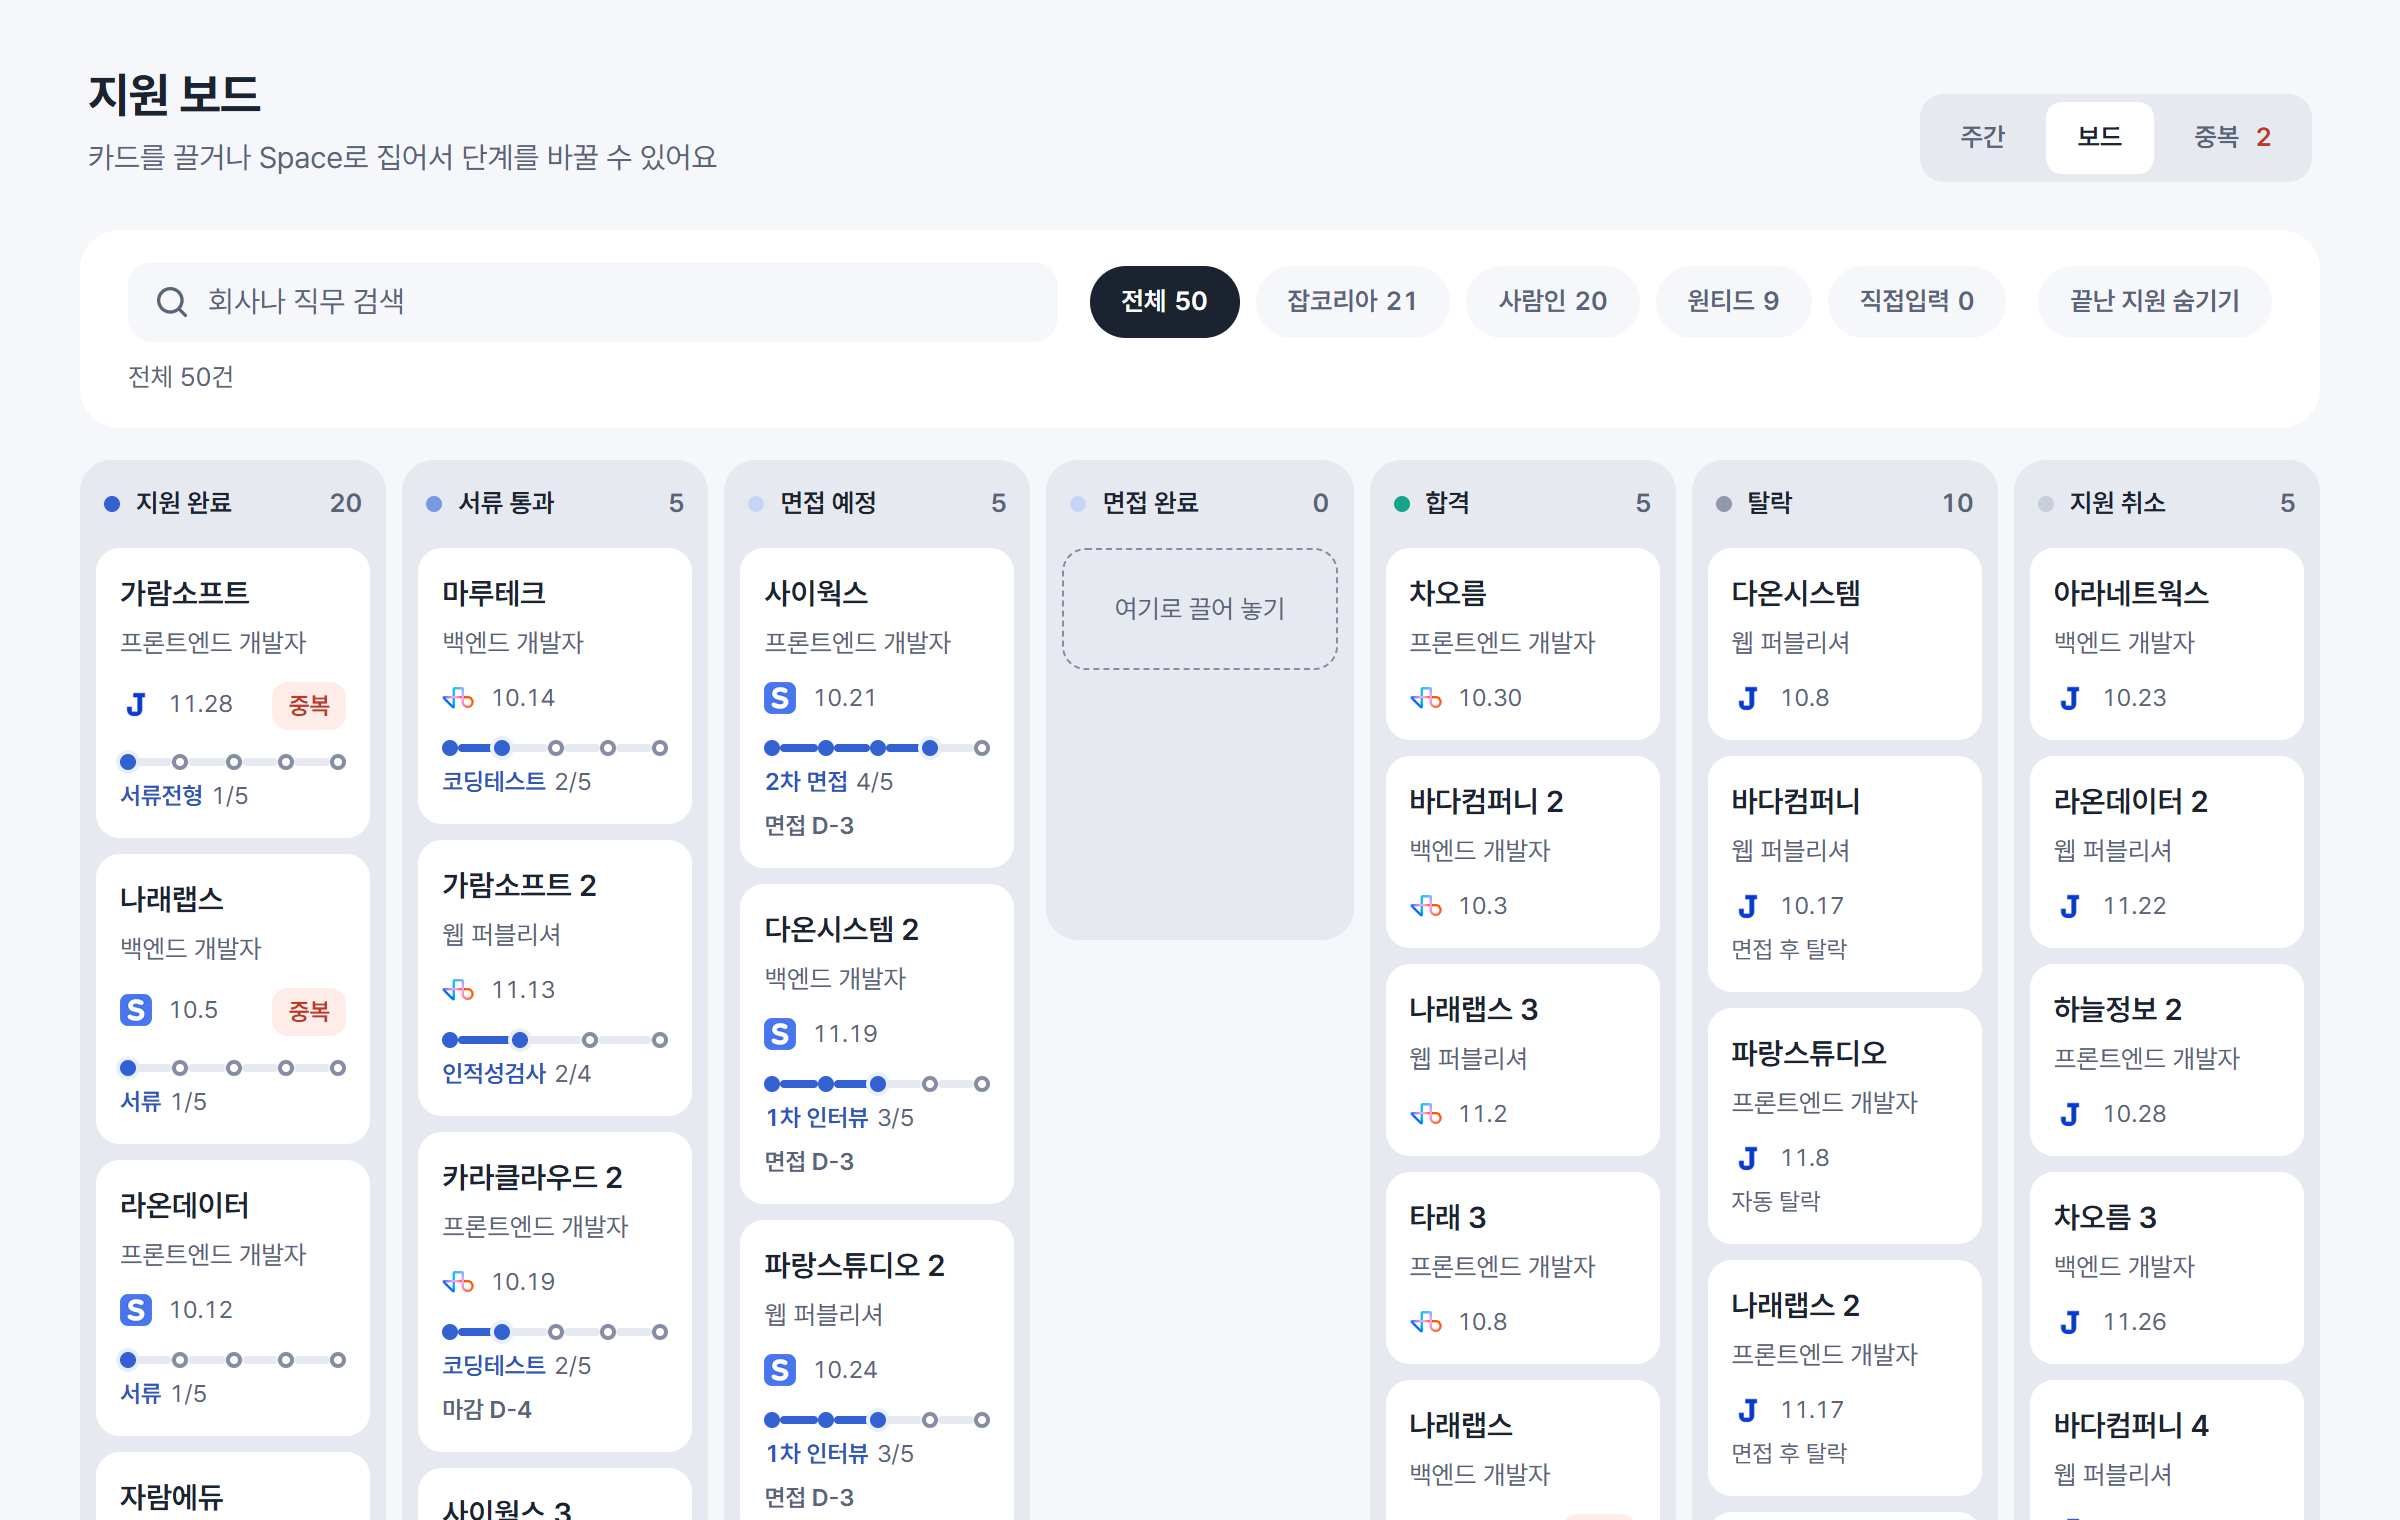 지원 보드
카드를 끌거나 Space로 집어서 단계를 바꿀 수 있어요
주간
보드
중복 2
회사나 직무 검색
전체 50
잡코리아 21
사람인 20
원티드 9
직접입력 0
끝난 지원 숨기기
전체 50건
지원 완료 20
가람소프트
프론트엔드 개발자
J 11.28 중복
서류전형 1/5
나래랩스
백엔드 개발자
S 10.5 중복
서류 1/5
라온데이터
프론트엔드 개발자
S 10.12
서류 1/5
자람에듀
서류 통과 5
마루테크
백엔드 개발자
10.14
코딩테스트 2/5
가람소프트 2
웹 퍼블리셔
11.13
인적성검사 2/4
카라클라우드 2
프론트엔드 개발자
10.19
코딩테스트 2/5
마감 D-4
사이웍스 3
면접 예정 5
사이웍스
프론트엔드 개발자
S 10.21
2차 면접 4/5
면접 D-3
다온시스템 2
백엔드 개발자
S 11.19
1차 인터뷰 3/5
면접 D-3
파랑스튜디오 2
웹 퍼블리셔
S 10.24
1차 인터뷰 3/5
면접 D-3
면접 완료 0
여기로 끌어 놓기
합격 5
차오름
프론트엔드 개발자
10.30
바다컴퍼니 2
백엔드 개발자
10.3
나래랩스 3
웹 퍼블리셔
11.2
타래 3
프론트엔드 개발자
10.8
나래랩스
백엔드 개발자
탈락 10
다온시스템
웹 퍼블리셔
J 10.8
바다컴퍼니
웹 퍼블리셔
J 10.17
면접 후 탈락
파랑스튜디오
프론트엔드 개발자
J 11.8
자동 탈락
나래랩스 2
프론트엔드 개발자
J 11.17
면접 후 탈락
지원 취소 5
아라네트웍스
백엔드 개발자
J 10.23
라온데이터 2
웹 퍼블리셔
J 11.22
하늘정보 2
프론트엔드 개발자
J 10.28
차오름 3
백엔드 개발자
J 11.26
바다컴퍼니 4
웹 퍼블리셔